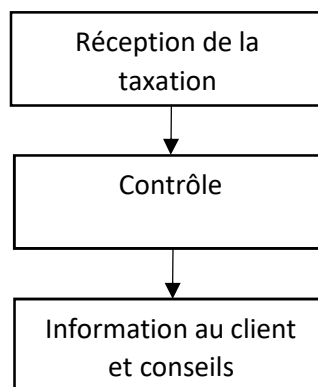 Réception de la
taxation
Contrôle
Information au client
et conseils